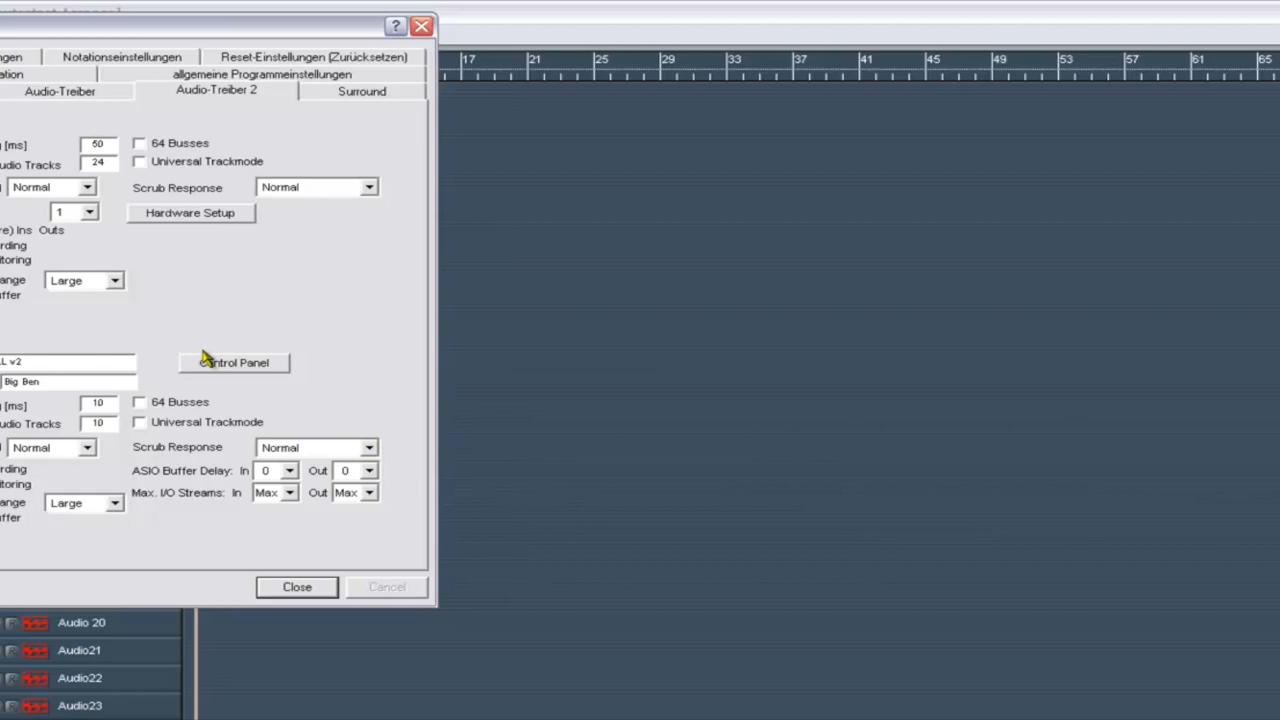 ?
17 21 25 29 33 37 41 45 49 53 57 61 65
ngen Notationseinstellungen Reset-Einstellungen (Zurücksetzen)
ation allgemeine Programmeinstellungen
Audio-Treiber Audio-Treiber 2 Surround
g [ms] 50 64 Busses
udio Tracks 24 Universal Trackmode
Normal Scrub Response Normal
1 Hardware Setup
re) Ins Outs
rding
itoring
ange Large
uffer
L v2 ntrol Panel
Big Ben
g [ms] 10 64 Busses
udio Tracks 10 Universal Trackmode
Normal Scrub Response Normal
rding ASIO Buffer Delay: In 0 Out 0
itoring Max. I/O Streams: In Max Out Max
ange Large
uffer
Close Cancel
Audio 20
Audio21
Audio22
Audio23